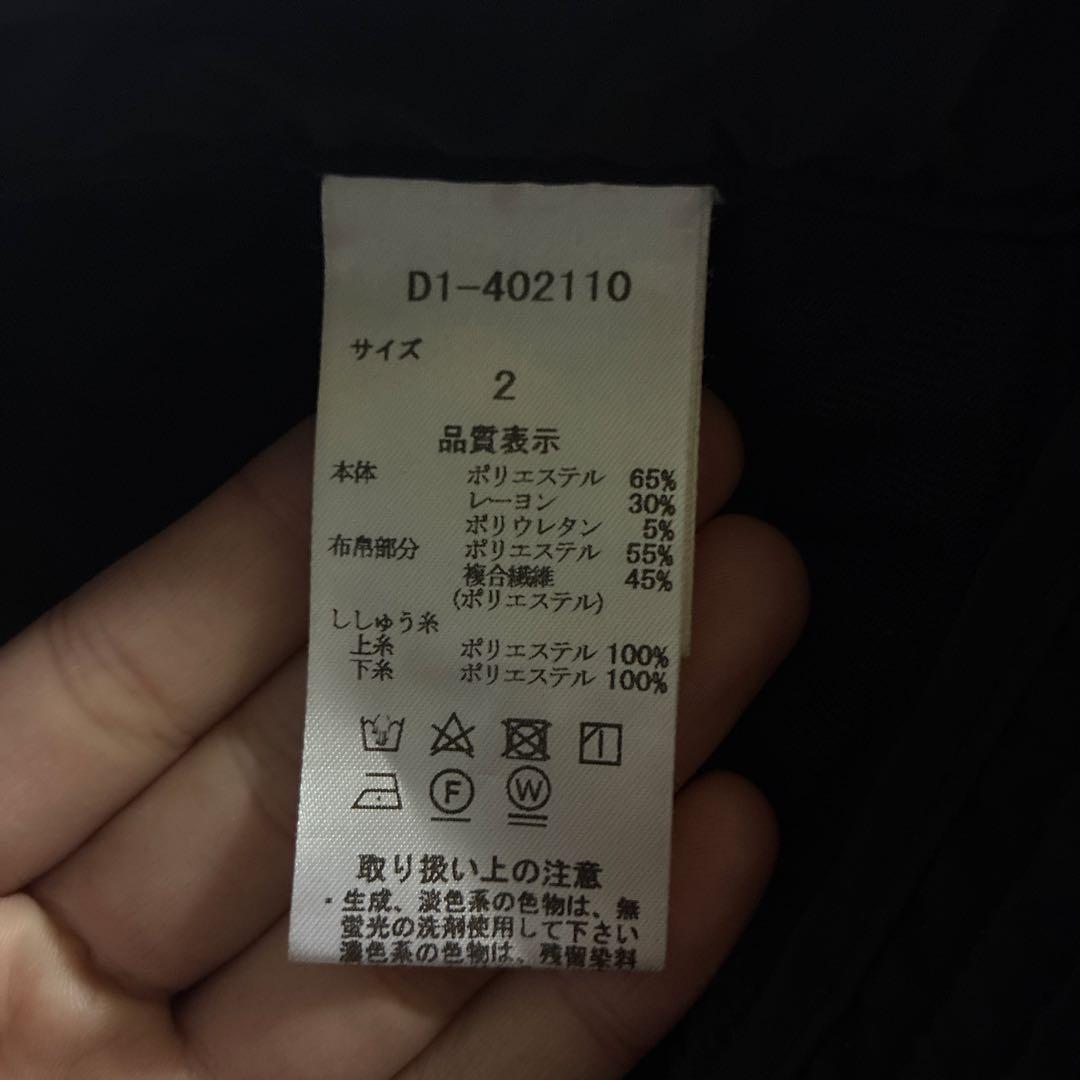 D1-402110
サイズ
2
品質表示
本体 ポリエステル 65%
レーヨン 30%
ポリウレタン 5%
布帛部分 ポリエステル 55%
複合繊維 45%
(ポリエステル)
ししゅう糸
上糸 ポリエステル 100%
下糸 ポリエステル 100%
F W
取り扱い上の注意
・生成、淡色系の色物は、無
蛍光の洗剤使用して下さい
濃色系の色物は、残留染料